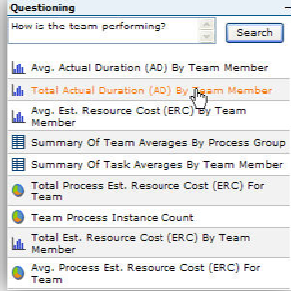 Questioning
How is the team performing?
Search
Avg. Actual Duration (AD) By Team Member
Total Actual Duration (AD) By Team Member
Avg. Est. Resource Cost (ERC) By Team
Member
Summary Of Team Averages By Process Group
Summary Of Task Averages By Team Member
Total Process Est. Resource Cost (ERC) For
Team
Team Process Instance Count
Total Est. Resource Cost (ERC) By Team
Member
Avg. Process Est. Resource Cost (ERC) For
Team